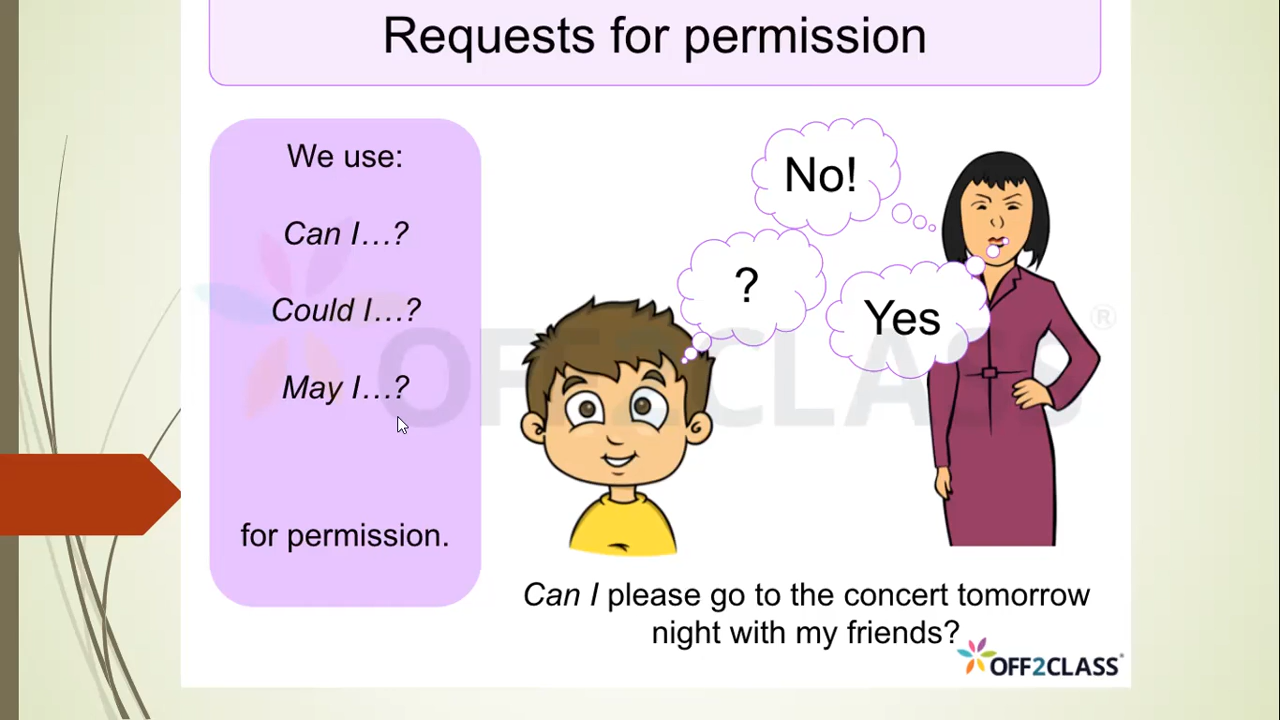 Requests for permission
We use:
Can I…?
Could I…?
May I…?
for permission.
No!
?
Yes
OFF2CLASS®
Can I please go to the concert tomorrow
night with my friends?
OFF2CLASS®